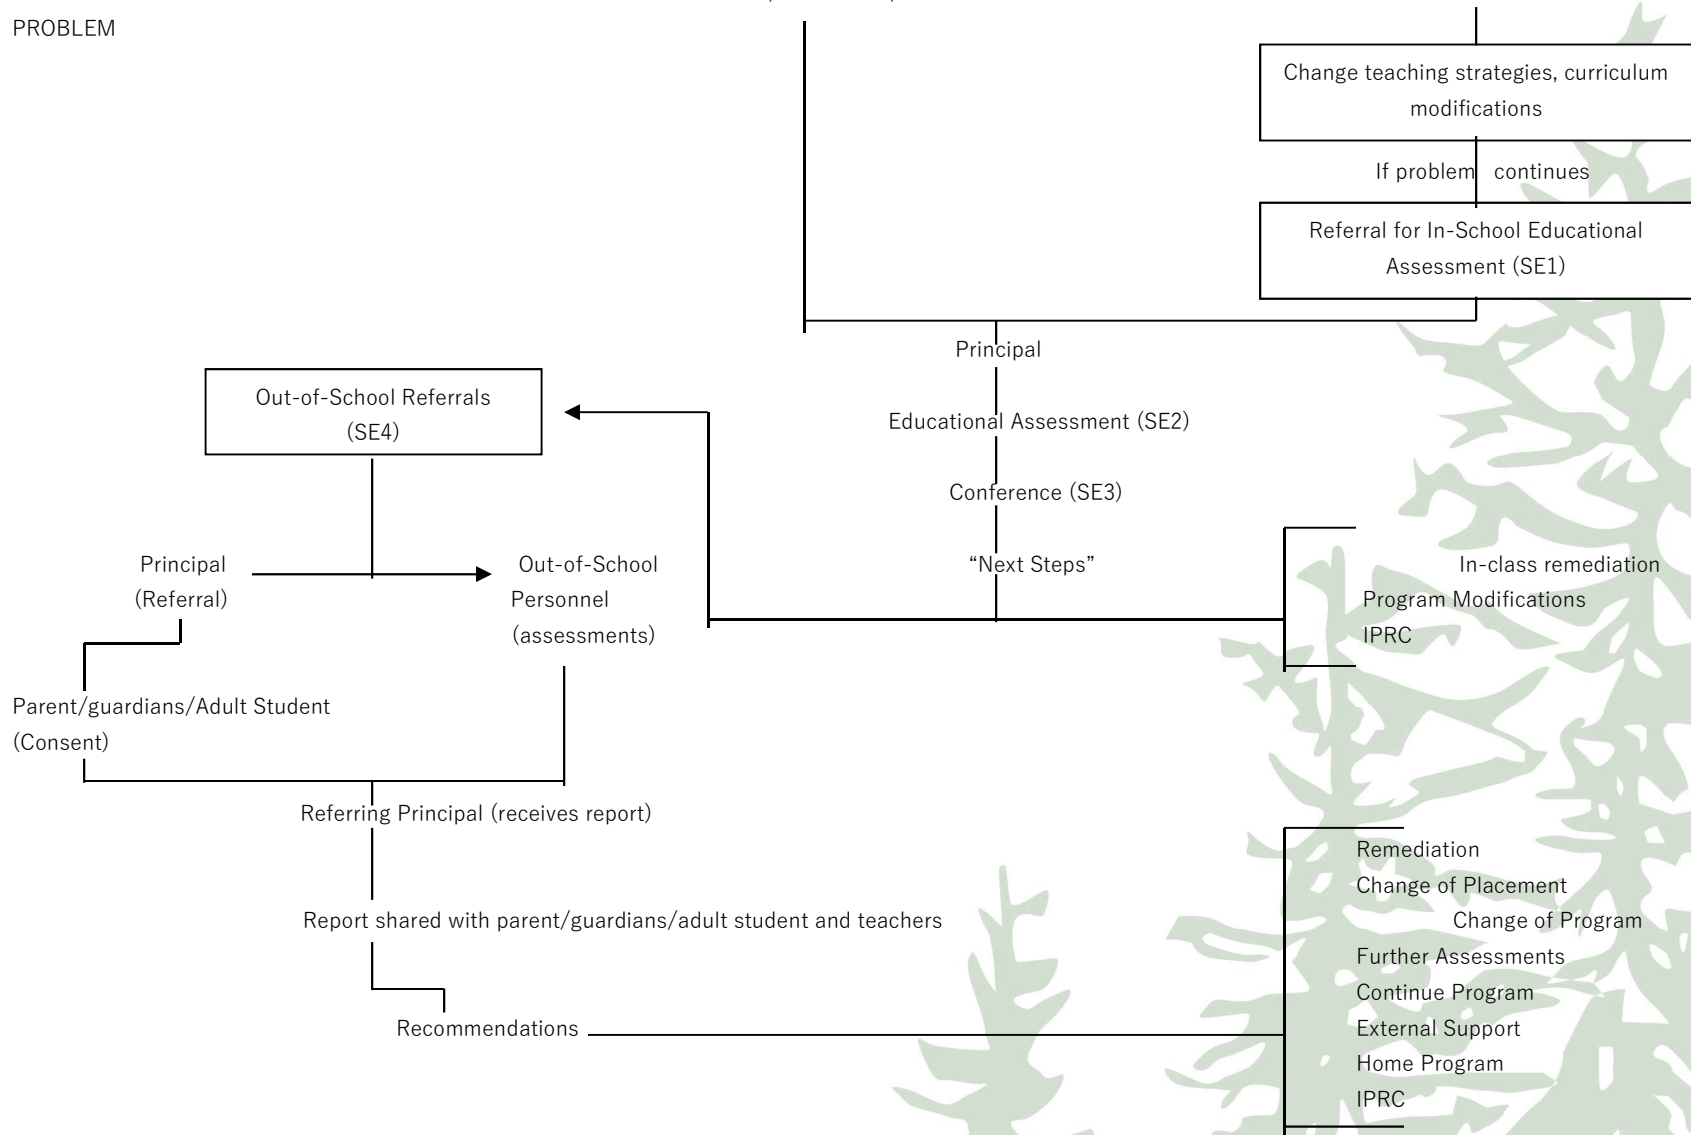 PROBLEM
Change teaching strategies, curriculum
modifications
If problem continues
Referral for In-School Educational
Assessment (SE1)
Principal
Out-of-School Referrals
(SE4)
Educational Assessment (SE2)
Conference (SE3)
“Next Steps”
In-class remediation
Program Modifications
IPRC
Principal
(Referral)
Out-of-School
Personnel
(assessments)
Parent/guardians/Adult Student
(Consent)
Referring Principal (receives report)
Report shared with parent/guardians/adult student and teachers
Recommendations
Remediation
Change of Placement
Change of Program
Further Assessments
Continue Program
External Support
Home Program
IPRC